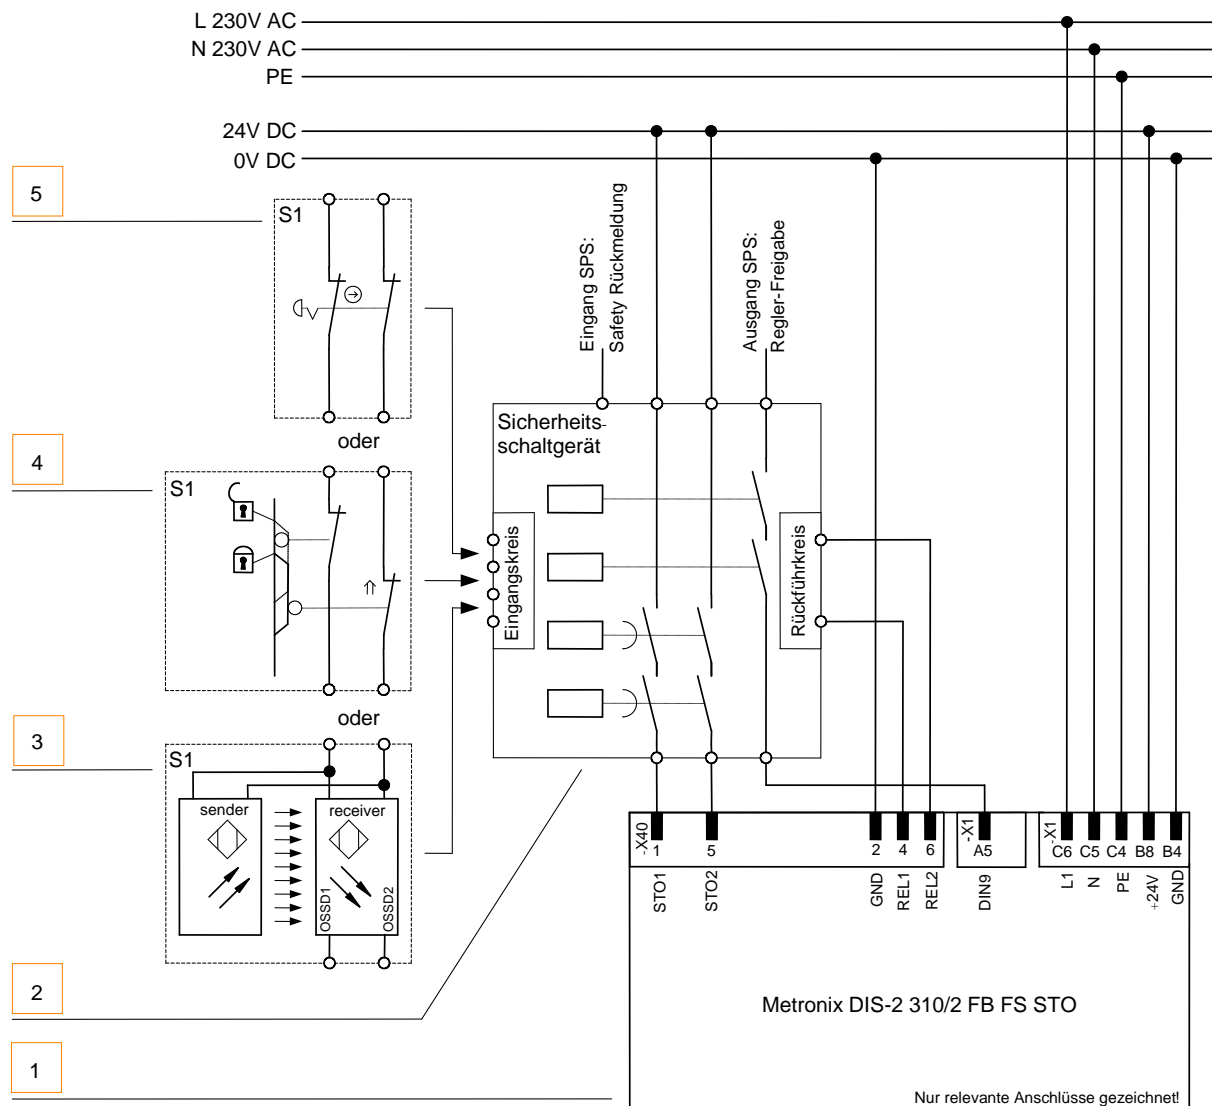 L 230V AC
N 230V AC
PE
24V DC
0V DC
5
S1
Eingang SPS:
Safety Rückmeldung
Ausgang SPS:
Regler-Freigabe
oder
4
S1
Sicherheits-
schaltgerät
Eingangskreis
Rückführkreis
oder
3
S1
sender
receiver
OSSD1
OSSD2
-X40
1
5
2
4
6
-X1
A5
-X1
C6
C5
C4
B8
B4
STO1
STO2
GND
REL1
REL2
DIN9
L1
N
PE
+24V
GND
2
Metronix DIS-2 310/2 FB FS STO
1
Nur relevante Anschlüsse gezeichnet!